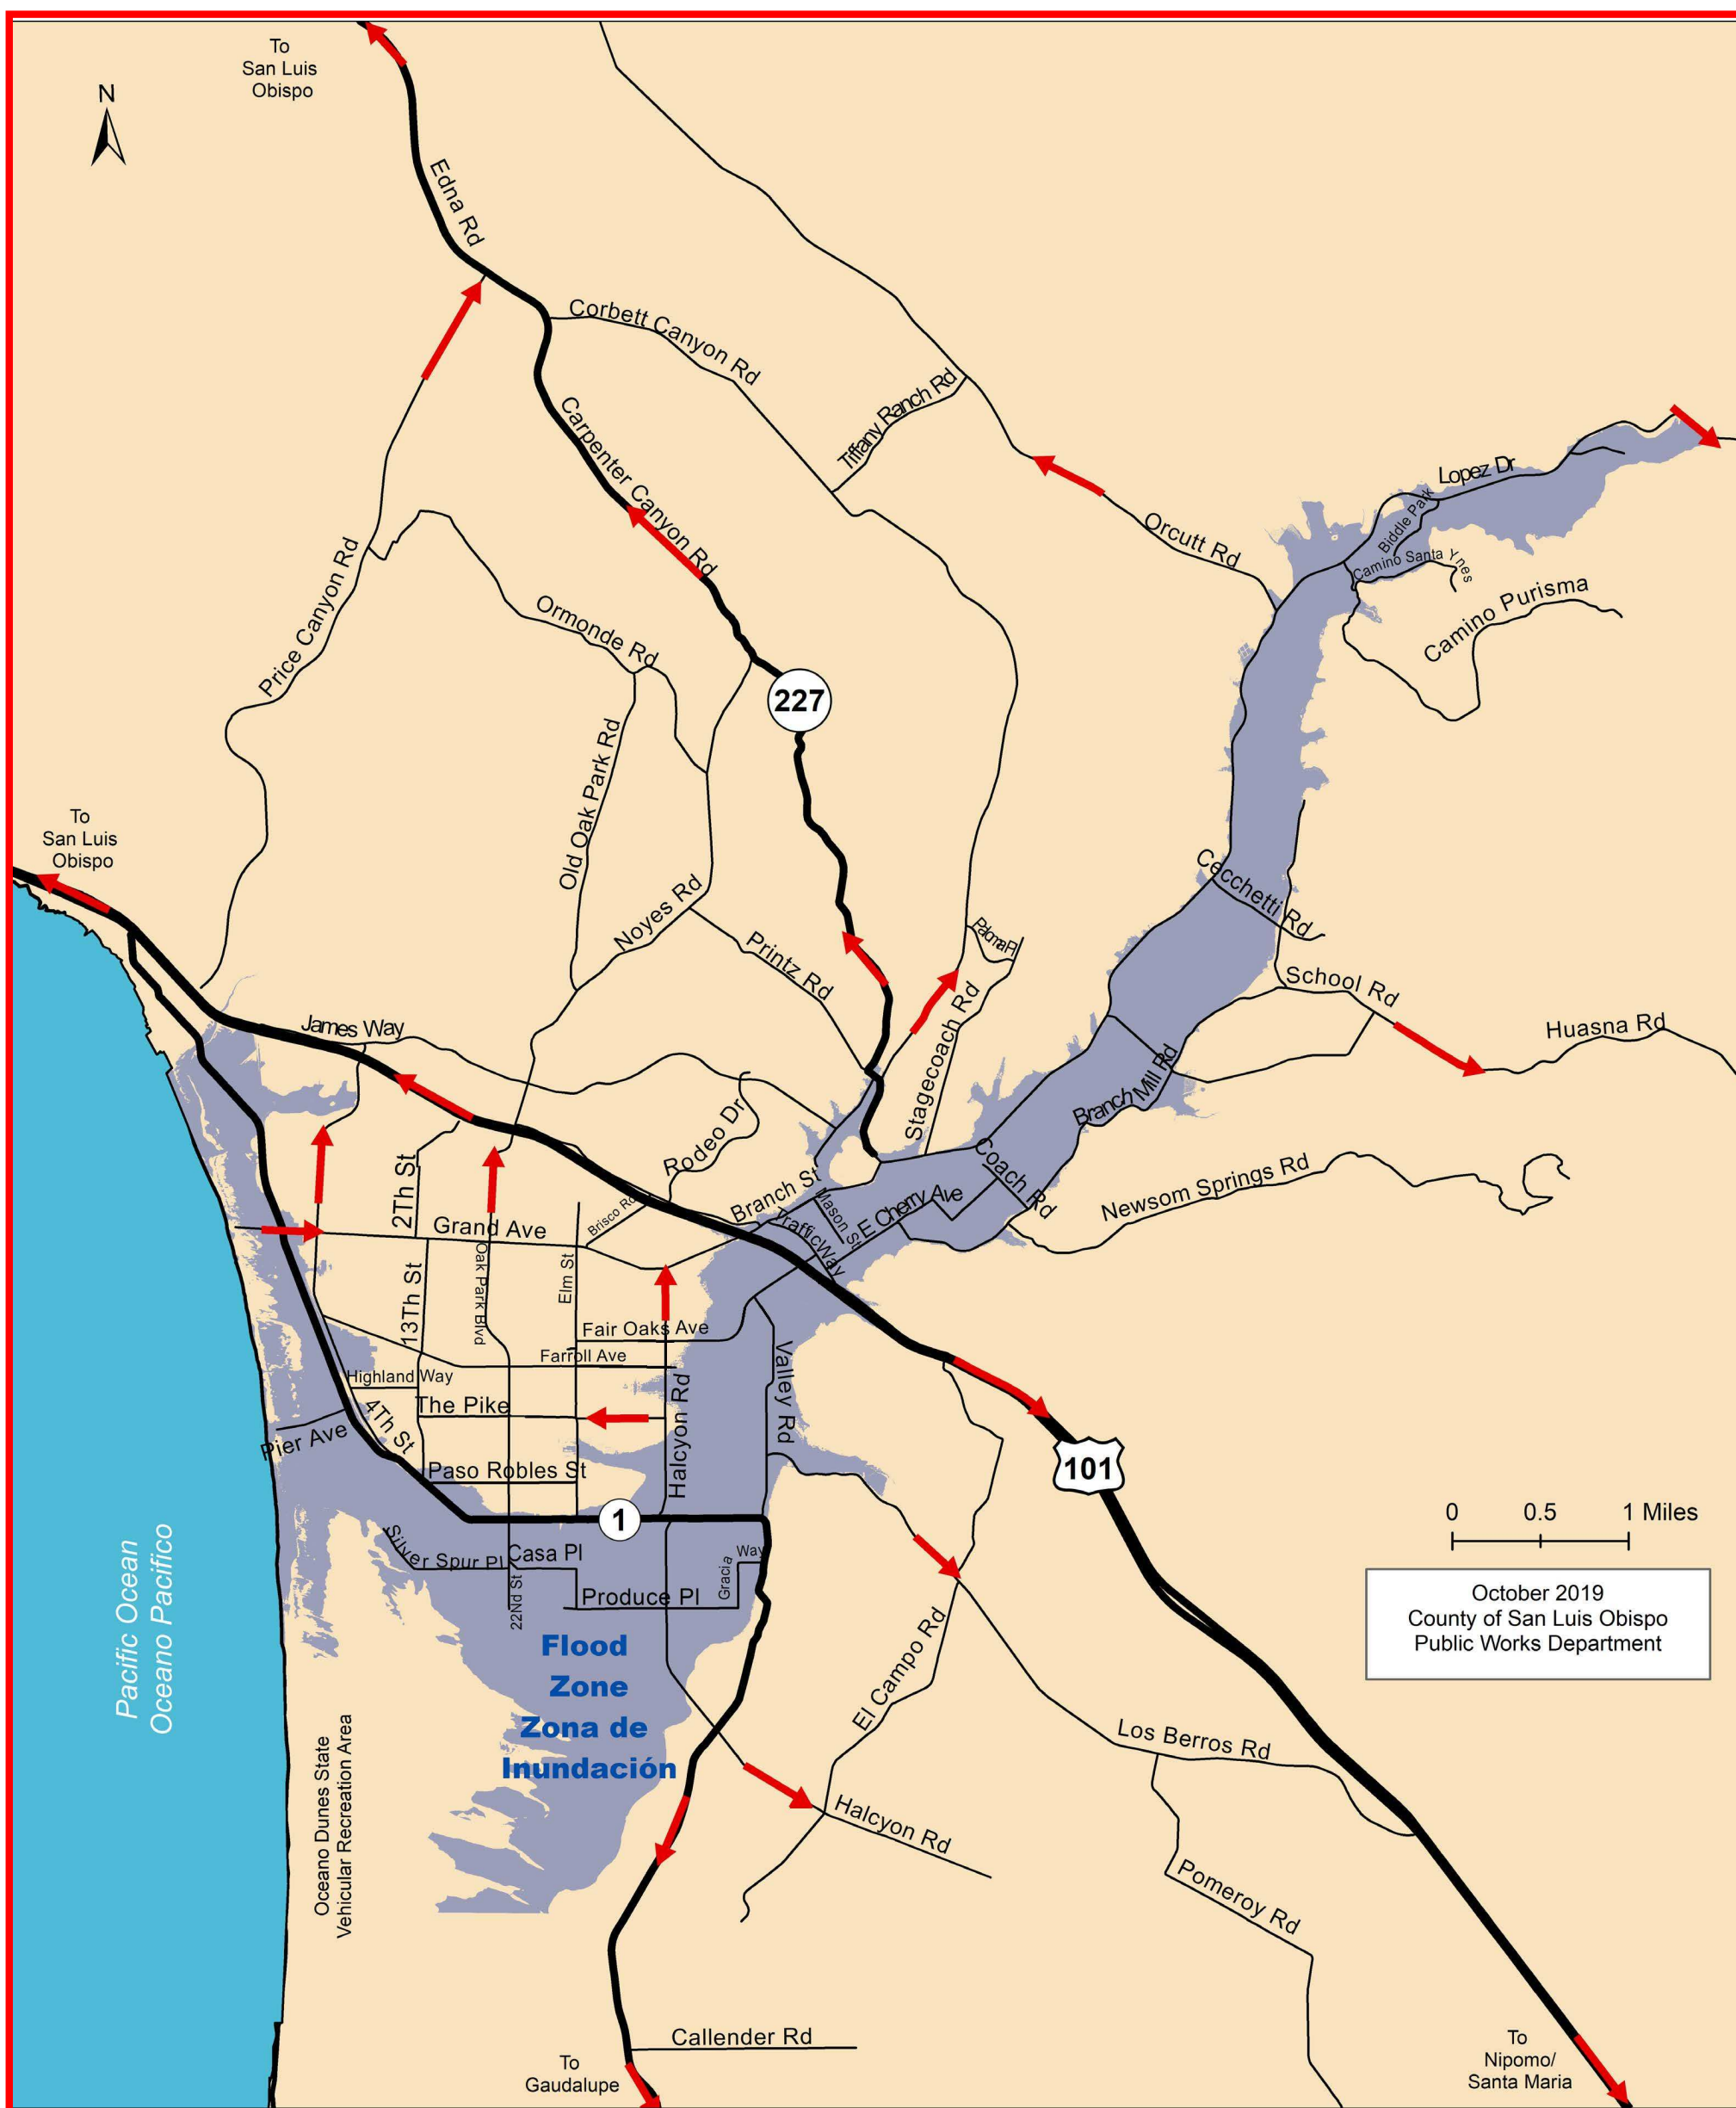 To
San Luis
Obispo
N
Edna Rd
Corbett Canyon Rd
Tiffany Ranch Rd
Carpenter Canyon Rd
Lopez Dr
Biddle Park
Orcutt Rd
Camino Santa Ynes
Camino Purisma
Price Canyon Rd
Ormonde Rd
227
Old Oak Park Rd
To
San Luis
Obispo
Cecchetti Rd
Noyes Rd
Printz Rd
Paloma Pl
School Rd
Huasna Rd
James Way
Stagecoach Rd
Branch Mill Rd
Rodeo Dr
Coach Rd
Newsom Springs Rd
2Th St
Branch St
Mason St
E Cherry Ave
Traffic Way
Brisco Rd
Grand Ave
13Th St
Oak Park Blvd
Elm St
Fair Oaks Ave
Farroll Ave
Highland Way
The Pike
4Th St
Halcyon Rd
Valley Rd
Pier Ave
Paso Robles St
101
1
0 0.5 1 Miles
Silver Spur Pl
Casa Pl
Gracia Way
22Nd St
Produce Pl
October 2019
County of San Luis Obispo
Public Works Department
Pacific Ocean
Oceano Pacifico
Flood
Zone
Zona de
Inundación
El Campo Rd
Los Berros Rd
Oceano Dunes State
Vehicular Recreation Area
Halcyon Rd
Pomeroy Rd
Callender Rd
To
Gaudalupe
To
Nipomo/
Santa Maria